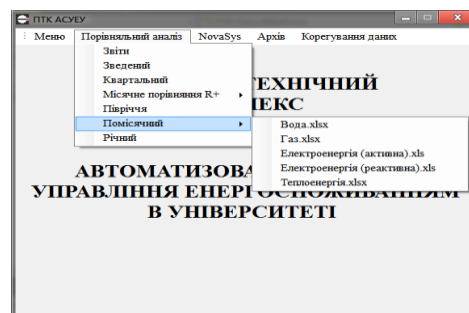 ПТК АСУЕУ
Меню Порівняльний аналіз NovaSys Архів Корегування даних
Звіти
Зведений
Квартальний
Місячне порівняння R+
Півріччя
Помісячний
Річний
Вода.xlsx
Газ.xlsx
Електроенергія (активна).xls
Електроенергія (реактивна).xls
Теплоенергія.xlsx
ЕХНІЧНИЙ
ЕКС
АВТОМАТИЗОВА
УПРАВЛІННЯ ЕНЕРГОСПОЖИВАННЯМ
В УНІВЕРСИТЕТІ